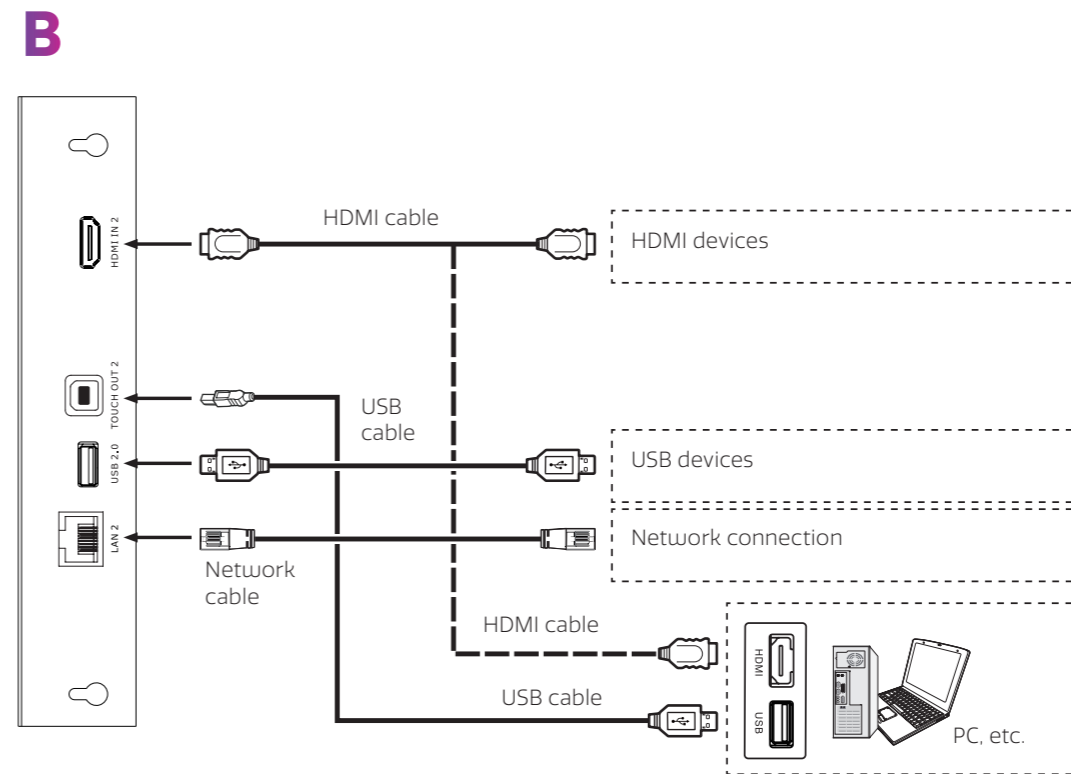 B
HDMI IN 2
HDMI cable
HDMI devices
TOUCH OUT 2
USB
cable
USB 2.0
USB devices
LAN 2
Network connection
Network
cable
HDMI cable
HDMI
USB cable
USB
PC, etc.